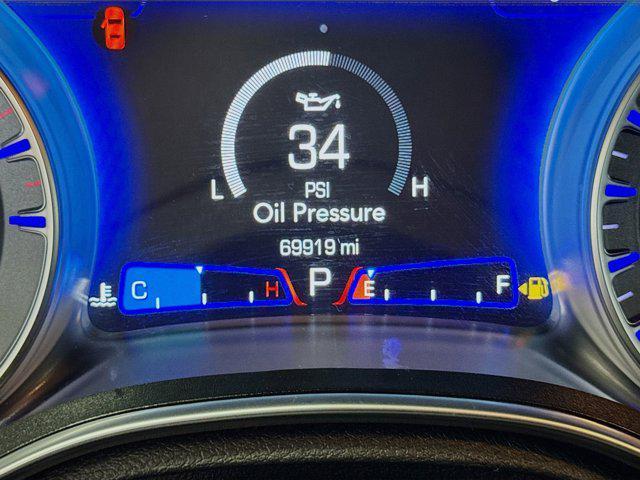 34
L PSI H
Oil Pressure
69919 mi
C H P E F